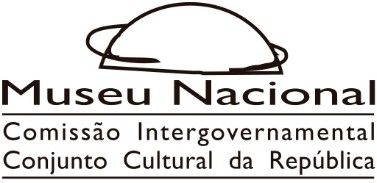 Museu Nacional
Comissão Intergovernamental
Conjunto Cultural da República